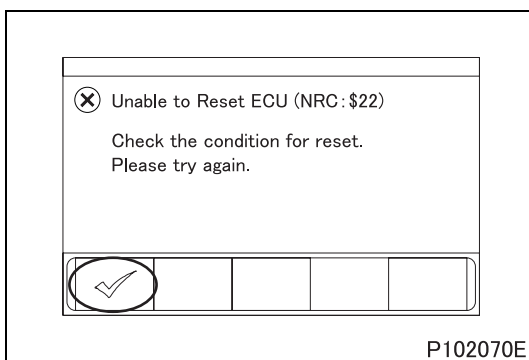 Unable to Reset ECU (NRC:$22)
Check the condition for reset.
Please try again.
P102070E